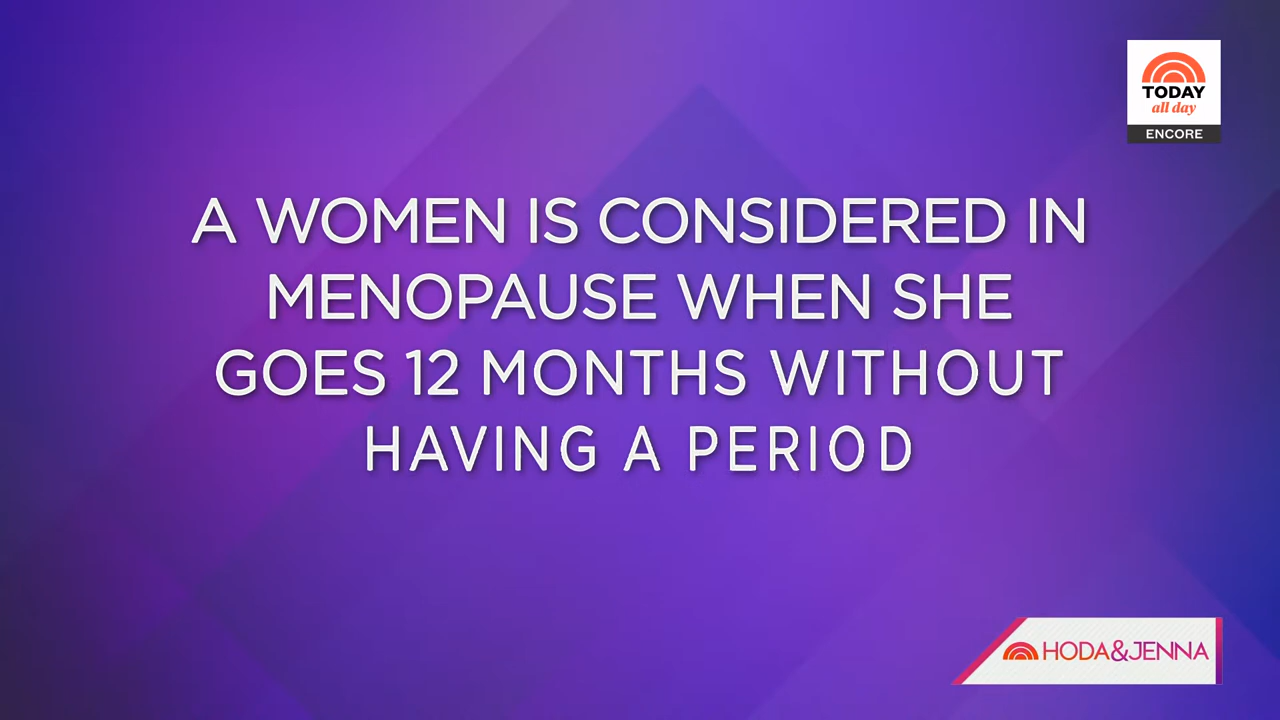 TODAY
all day
ENCORE
A WOMEN IS CONSIDERED IN
MENOPAUSE WHEN SHE
GOES 12 MONTHS WITHOUT
HAVING A PERIOD
HODA&JENNA